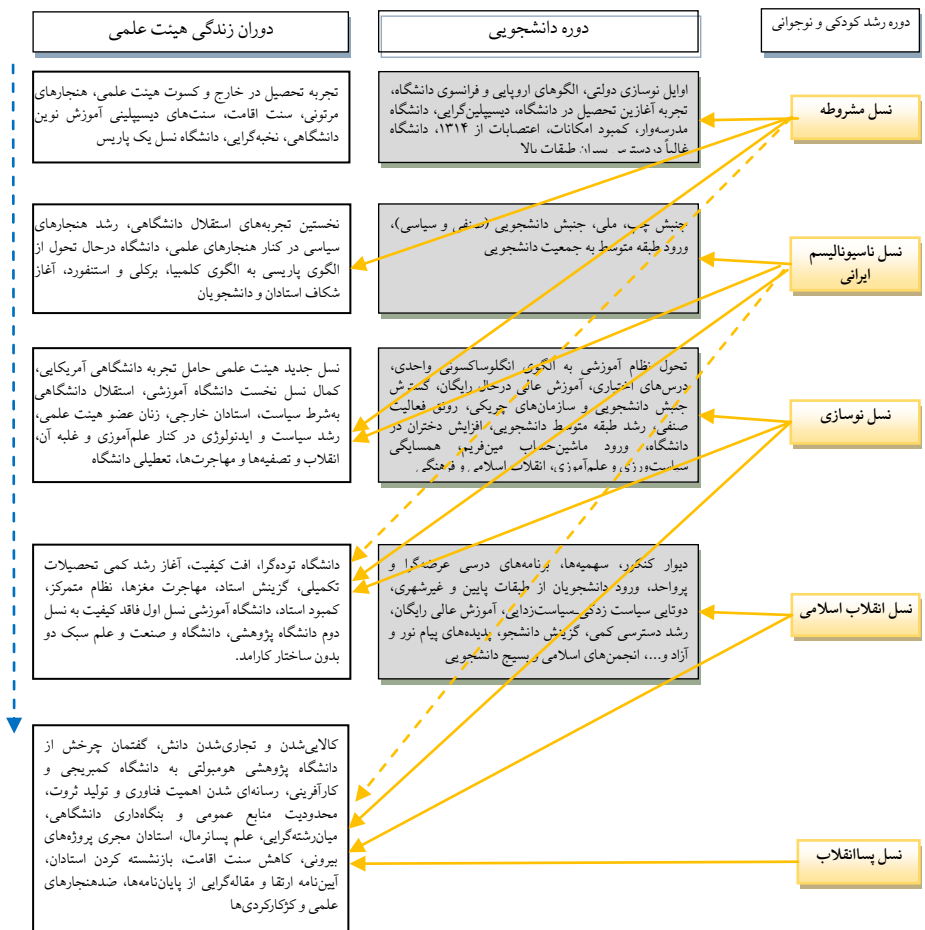 دوره رشد کودکی و نوجوانی
دوره دانشجویی
دوران زندگی هیئت علمی
نسل مشروطه
اوایل نوسازی دولتی، الگوهای اروپایی و فرانسوی دانشگاه،
تجربه آغازین تحصیل در دانشگاه، دیسیپلین‌گرایی، دانشگاه
مدرسه‌وار، کمبود امکانات، اعتصابات از ۱۳۱۴، دانشگاه
غالباً در دسترس پسران طبقات بالا
تجربه تحصیل در خارج و کسوت هیئت علمی، هنجارهای
مرتونی، سنت اقامت، سنت‌های دیسیپلینی آموزش نوین
دانشگاهی، نخبه‌گرایی، دانشگاه نسل یک پاریس
نسل ناسیونالیسم
ایرانی
جنبش چپ، ملی، جنبش دانشجویی (صنفی و سیاسی)،
ورود طبقه متوسط به جمعیت دانشجویی
نخستین تجربه‌های استقلال دانشگاهی، رشد هنجارهای
سیاسی در کنار هنجارهای علمی، دانشگاه درحال تحول از
الگوی پاریسی به الگوی کلمبیا، برکلی و استنفورد، آغاز
شکاف استادان و دانشجویان
نسل نوسازی
تحول نظام آموزشی به الگوی انگلوساکسونی واحدی،
درس‌های اختیاری، آموزش عالی درحال رایگان، گسترش
جنبش دانشجویی و سازمان‌های چریکی، رونق فعالیت
صنفی، رشد طبقه متوسط دانشجویی، افزایش دختران در
دانشگاه، ورود ماشین‌حساب مین‌فریم، همسایگی
سیاست‌ورزی و علم‌آموزی، انقلاب اسلامی و فرهنگی
نسل جدید هیئت علمی حامل تجربه دانشگاهی آمریکایی،
کمال نسل نخست دانشگاه آموزشی، استقلال دانشگاهی
به‌شرط سیاست، استادان خارجی، زنان عضو هیئت علمی،
رشد سیاست و ایدئولوژی در کنار علم‌آموزی و غلبه آن،
انقلاب و تصفیه‌ها و مهاجرت‌ها، تعطیلی دانشگاه
نسل انقلاب اسلامی
دیوار کنکور، سهمیه‌ها، برنامه‌های درسی عرضه‌گرا و
پرواحد، ورود دانشجویان از طبقات پایین و غیرشهری،
دوتایی سیاست زدگی-سیاست‌زدایی، آموزش عالی رایگان،
رشد دسترسی کمی، گزینش دانشجو، پدیده‌های پیام نور و
آزاد و...، انجمن‌های اسلامی و بسیج دانشجویی
دانشگاه توده‌گرا، افت کیفیت، آغاز رشد کمی تحصیلات
تکمیلی، گزینش استاد، مهاجرت مغزها، نظام متمرکز،
کمبود استاد، دانشگاه آموزشی نسل اول فاقد کیفیت به نسل
دوم دانشگاه پژوهشی، دانشگاه و صنعت و علم سبک دو
بدون ساختار کارامد.
نسل پساانقلاب
کالایی‌شدن و تجاری‌شدن دانش، گفتمان چرخش از
دانشگاه پژوهشی هومبولتی به دانشگاه کمبریجی و
کارآفرینی، رسانه‌ای شدن اهمیت فناوری و تولید ثروت،
محدودیت منابع عمومی و بنگاه‌داری دانشگاهی،
میان‌رشته‌گرایی، علم پسانرمال، استادان مجری پروژه‌های
بیرونی، کاهش سنت اقامت، بازنشسته کردن استادان،
آیین‌نامه ارتقا و مقاله‌گرایی از پایان‌نامه‌ها، ضدهنجارهای
علمی و کژکارکردی‌ها